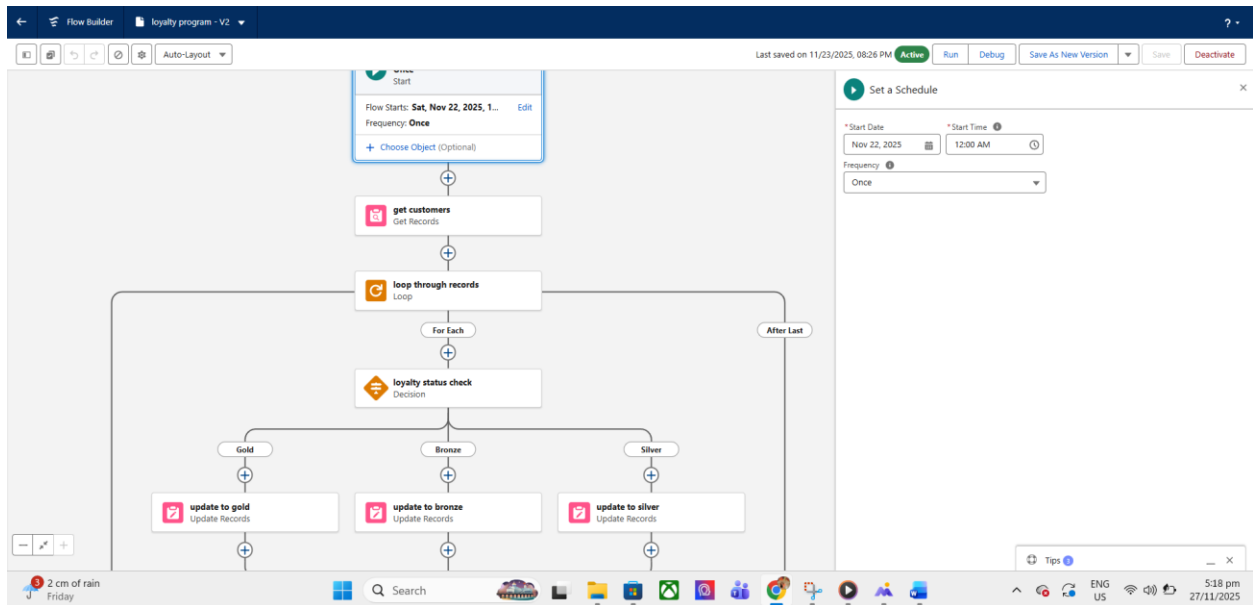 Flow Builder
loyalty program - V2
? -
Auto-Layout
Last saved on 11/23/2025, 08:26 PM
Active
Run
Debug
Save As New Version
Save
Deactivate
Once
Start
Flow Starts: Sat, Nov 22, 2025, 1...
Edit
Frequency: Once
+ Choose Object (Optional)
get customers
Get Records
loop through records
Loop
For Each
After Last
loyalty status check
Decision
Gold
Bronze
Silver
update to gold
Update Records
update to bronze
Update Records
update to silver
Update Records
Set a Schedule
*Start Date
*Start Time
Nov 22, 2025
12:00 AM
Frequency
Once
Tips
3
2 cm of rain
Friday
Search
ENG
US
5:18 pm
27/11/2025